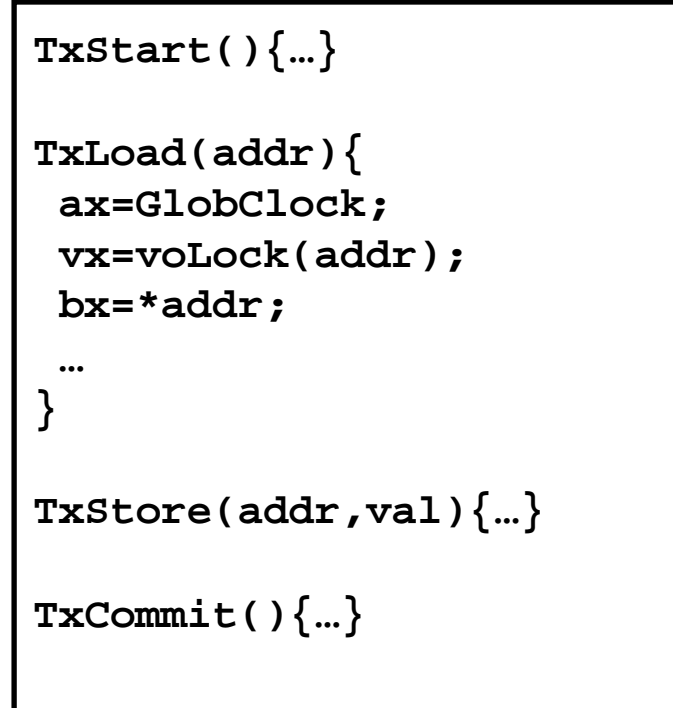 TxStart(){…}
TxLoad(addr){
ax=GlobClock;
vx=voLock(addr);
bx=*addr;
…
}
TxStore(addr,val){…}
TxCommit(){…}